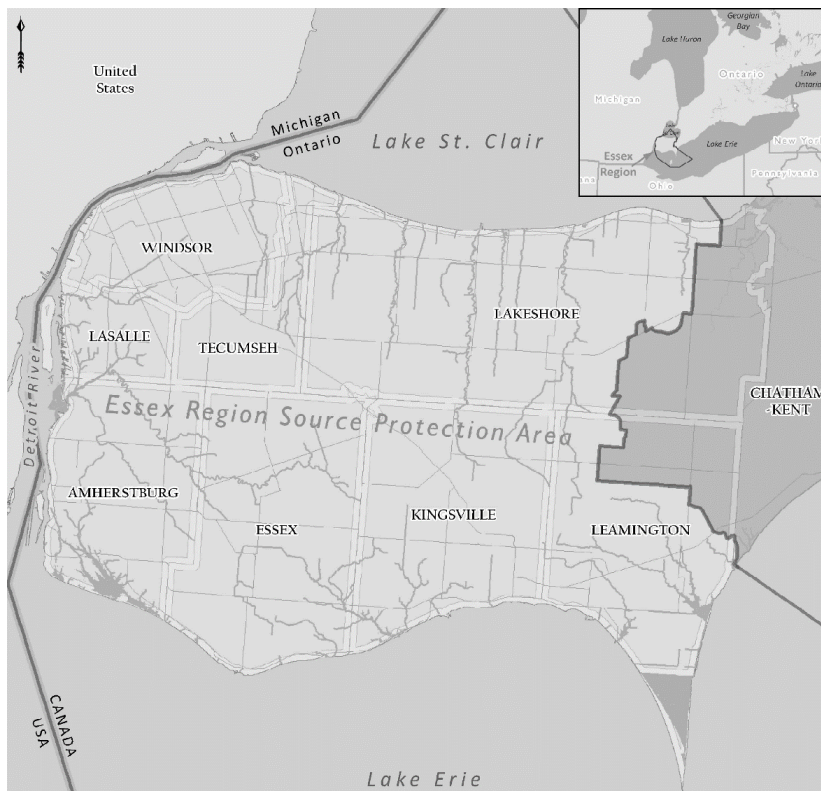 United
States
Michigan
Ontario
Lake St. Clair
Georgian
Bay
Lake Huron
Ontario
Lake
Ontario
Michigan
Lake Erie
New York
Essex
Region
Pennsylvania
Ohio
WINDSOR
LASALLE
TECUMSEH
LAKESHORE
CHATHAM
-KENT
Detroit River
Essex Region Source Protection Area
AMHERSTBURG
ESSEX
KINGSVILLE
LEAMINGTON
CANADA
USA
Lake Erie